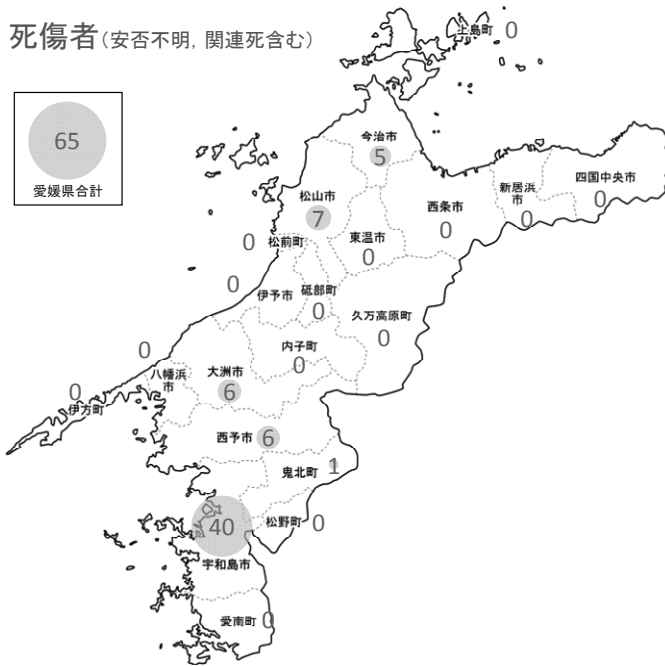 死傷者(安否不明, 関連死含む)
65
愛媛県合計
上島町 0
今治市
5
松山市
7
東温市
0
西条市
0
新居浜
市
0
四国中央市
0
0
松前町
0
伊予市
砥部町
0
久万高原町
0
内子町
0
0
八幡浜
市
大洲市
6
0
伊方町
西予市 6
鬼北町 1
松野町 0
40
宇和島市
愛南町 0